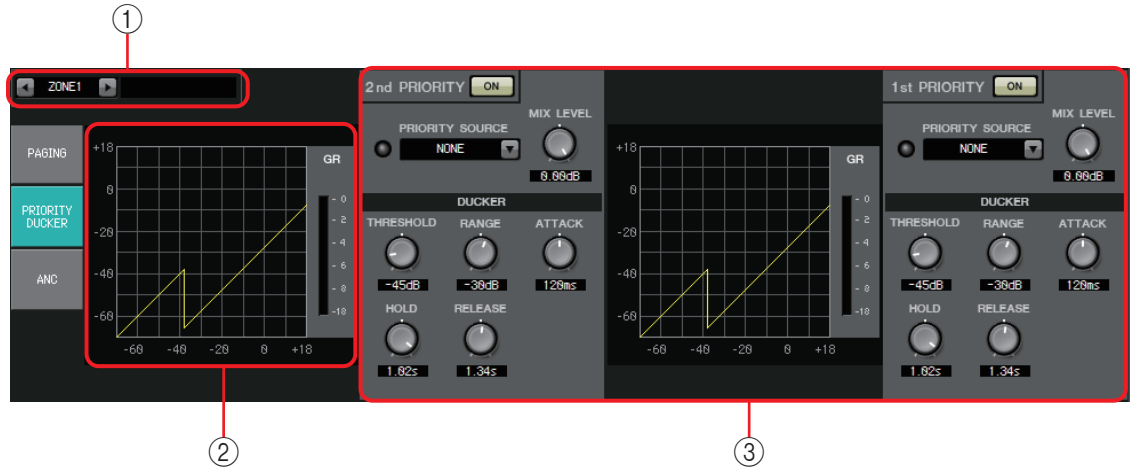 ①
ZONE1
PAGING
PRIORITY
DUCKER
ANC
+18
0
-20
-40
-60
-60 -40 -20 0 +18
GR
- 0
- 2
- 4
- 6
- 8
-18
2nd PRIORITY ON
MIX LEVEL
PRIORITY SOURCE
NONE
0.00dB
DUCKER
THRESHOLD RANGE ATTACK
-45dB -30dB 120ms
HOLD RELEASE
1.02s 1.34s
+18
0
-20
-40
-60
-60 -40 -20 0 +18
GR
- 0
- 2
- 4
- 6
- 8
-18
1st PRIORITY ON
MIX LEVEL
PRIORITY SOURCE
NONE
0.00dB
DUCKER
THRESHOLD RANGE ATTACK
-45dB -30dB 120ms
HOLD RELEASE
1.02s 1.34s
② ③